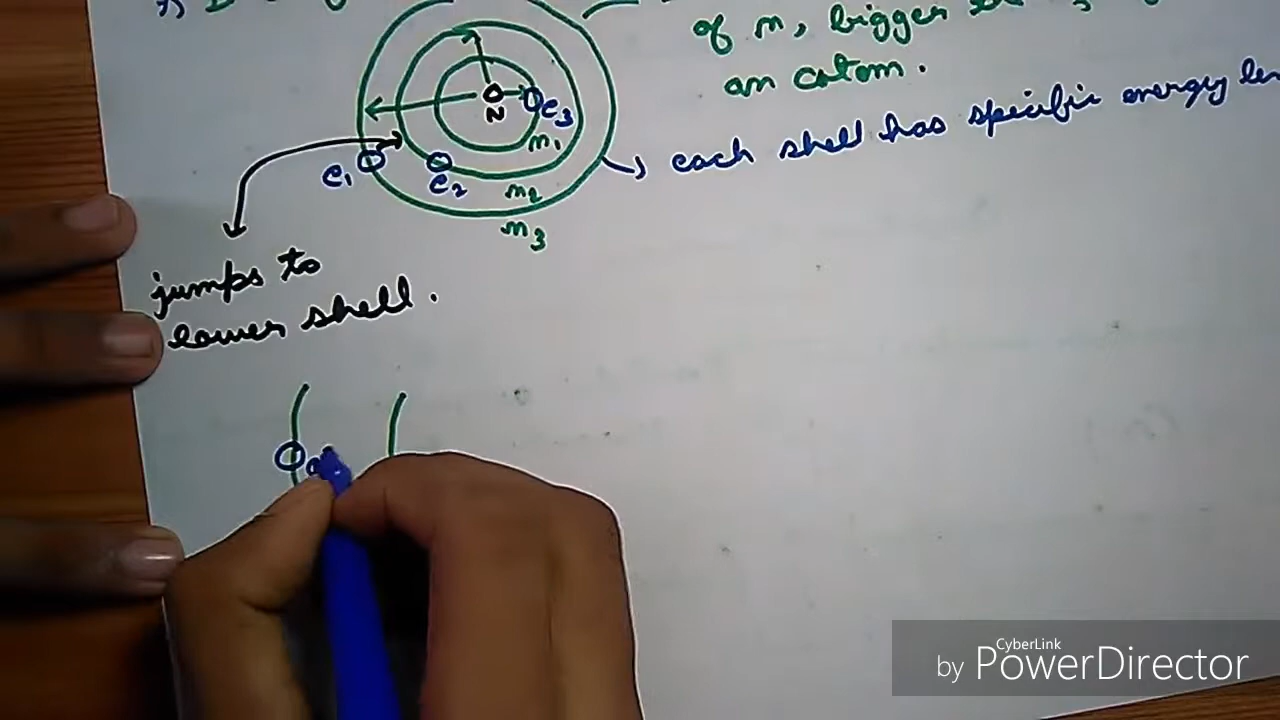 of n, bigger
an atom.
each shell has specific energy
N
e3
n1
e1
e2
n2
n3
jumps to
lower shell.
e
CyberLink
by PowerDirector